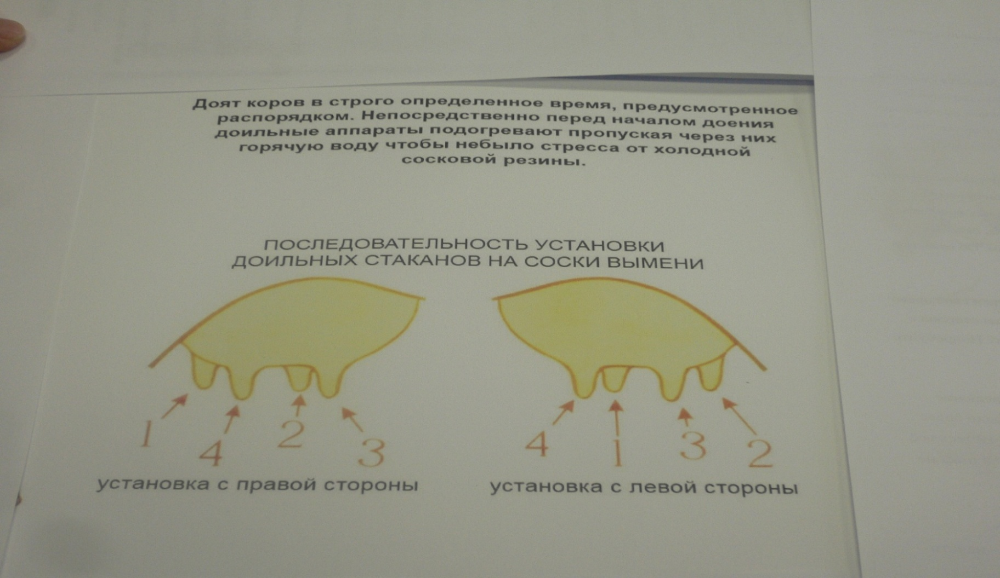 Доят коров в строго определенное время, предусмотренное
распорядком. Непосредственно перед началом доения
доильные аппараты подогревают пропуская через них
горячую воду чтобы небыло стресса от холодной
сосковой резины.
ПОСЛЕДОВАТЕЛЬНОСТЬ УСТАНОВКИ
ДОИЛЬНЫХ СТАКАНОВ НА СОСКИ ВЫМЕНИ
1 4 2 3
установка с правой стороны
4 1 3 2
установка с левой стороны